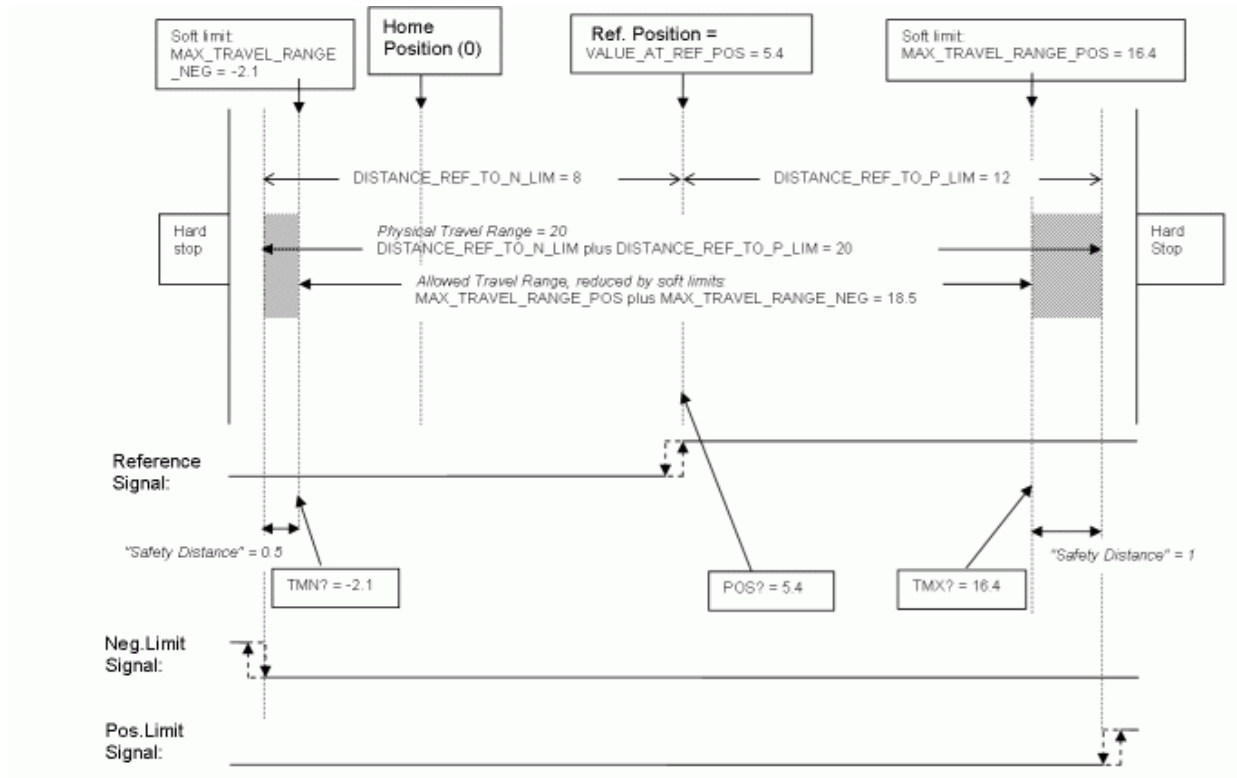 Soft limit:
MAX_TRAVEL_RANGE
_NEG = -2.1
Home
Position (0)
Ref. Position =
VALUE_AT_REF_POS = 5.4
Soft limit:
MAX_TRAVEL_RANGE_POS = 16.4
DISTANCE_REF_TO_N_LIM = 8
DISTANCE_REF_TO_P_LIM = 12
Hard
stop
Physical Travel Range = 20
DISTANCE_REF_TO_N_LIM plus DISTANCE_REF_TO_P_LIM = 20
Hard
Stop
Allowed Travel Range, reduced by soft limits:
MAX_TRAVEL_RANGE_POS plus MAX_TRAVEL_RANGE_NEG = 18.5
Reference
Signal:
"Safety Distance" = 0.5
"Safety Distance" = 1
TMN? = -2.1
POS? = 5.4
TMX? = 16.4
Neg.Limit
Signal:
Pos.Limit
Signal: